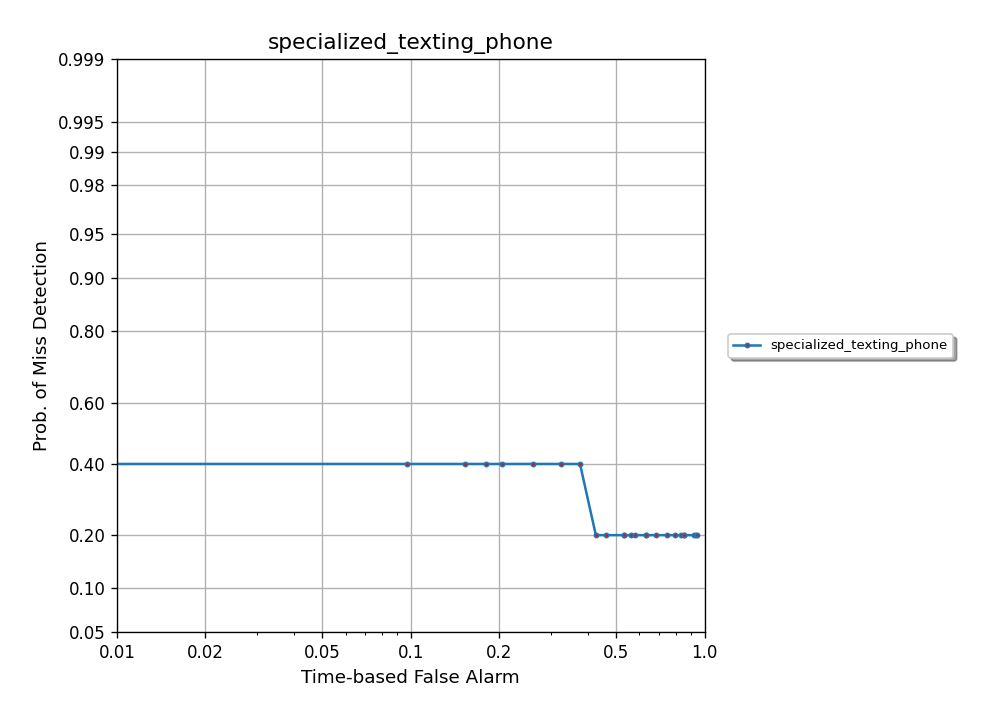 specialized_texting_phone
0.999
0.995
0.99
0.98
0.95
0.90
0.80
0.60
0.40
0.20
0.10
0.05
Prob. of Miss Detection
0.01 0.02 0.05 0.1 0.2 0.5 1.0
Time-based False Alarm
specialized_texting_phone